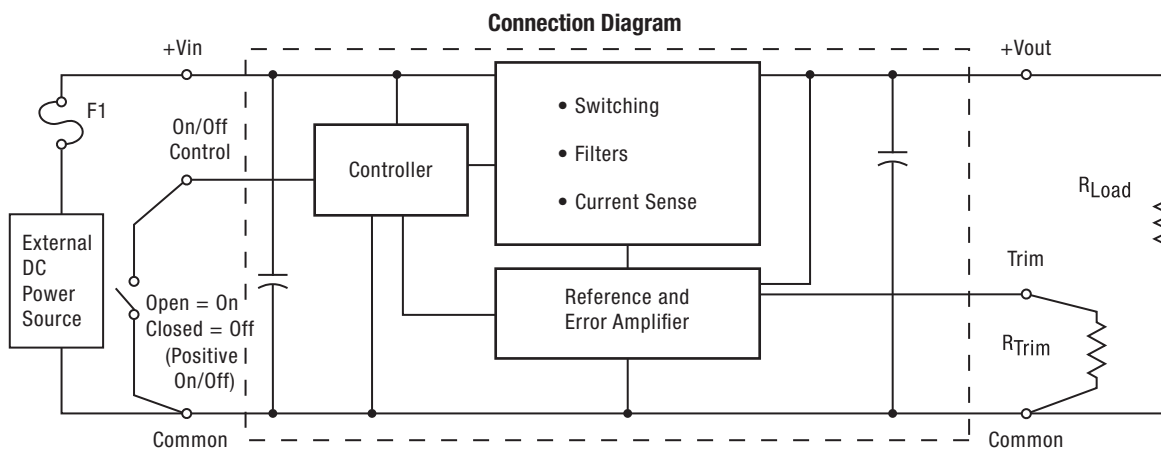 Connection Diagram
+Vin
+Vout
F1
On/Off
Control
Controller
• Switching
• Filters
• Current Sense
RLoad
External
DC
Power
Source
Open = On
Closed = Off
(Positive
On/Off)
Reference and
Error Amplifier
Trim
RTrim
Common
Common